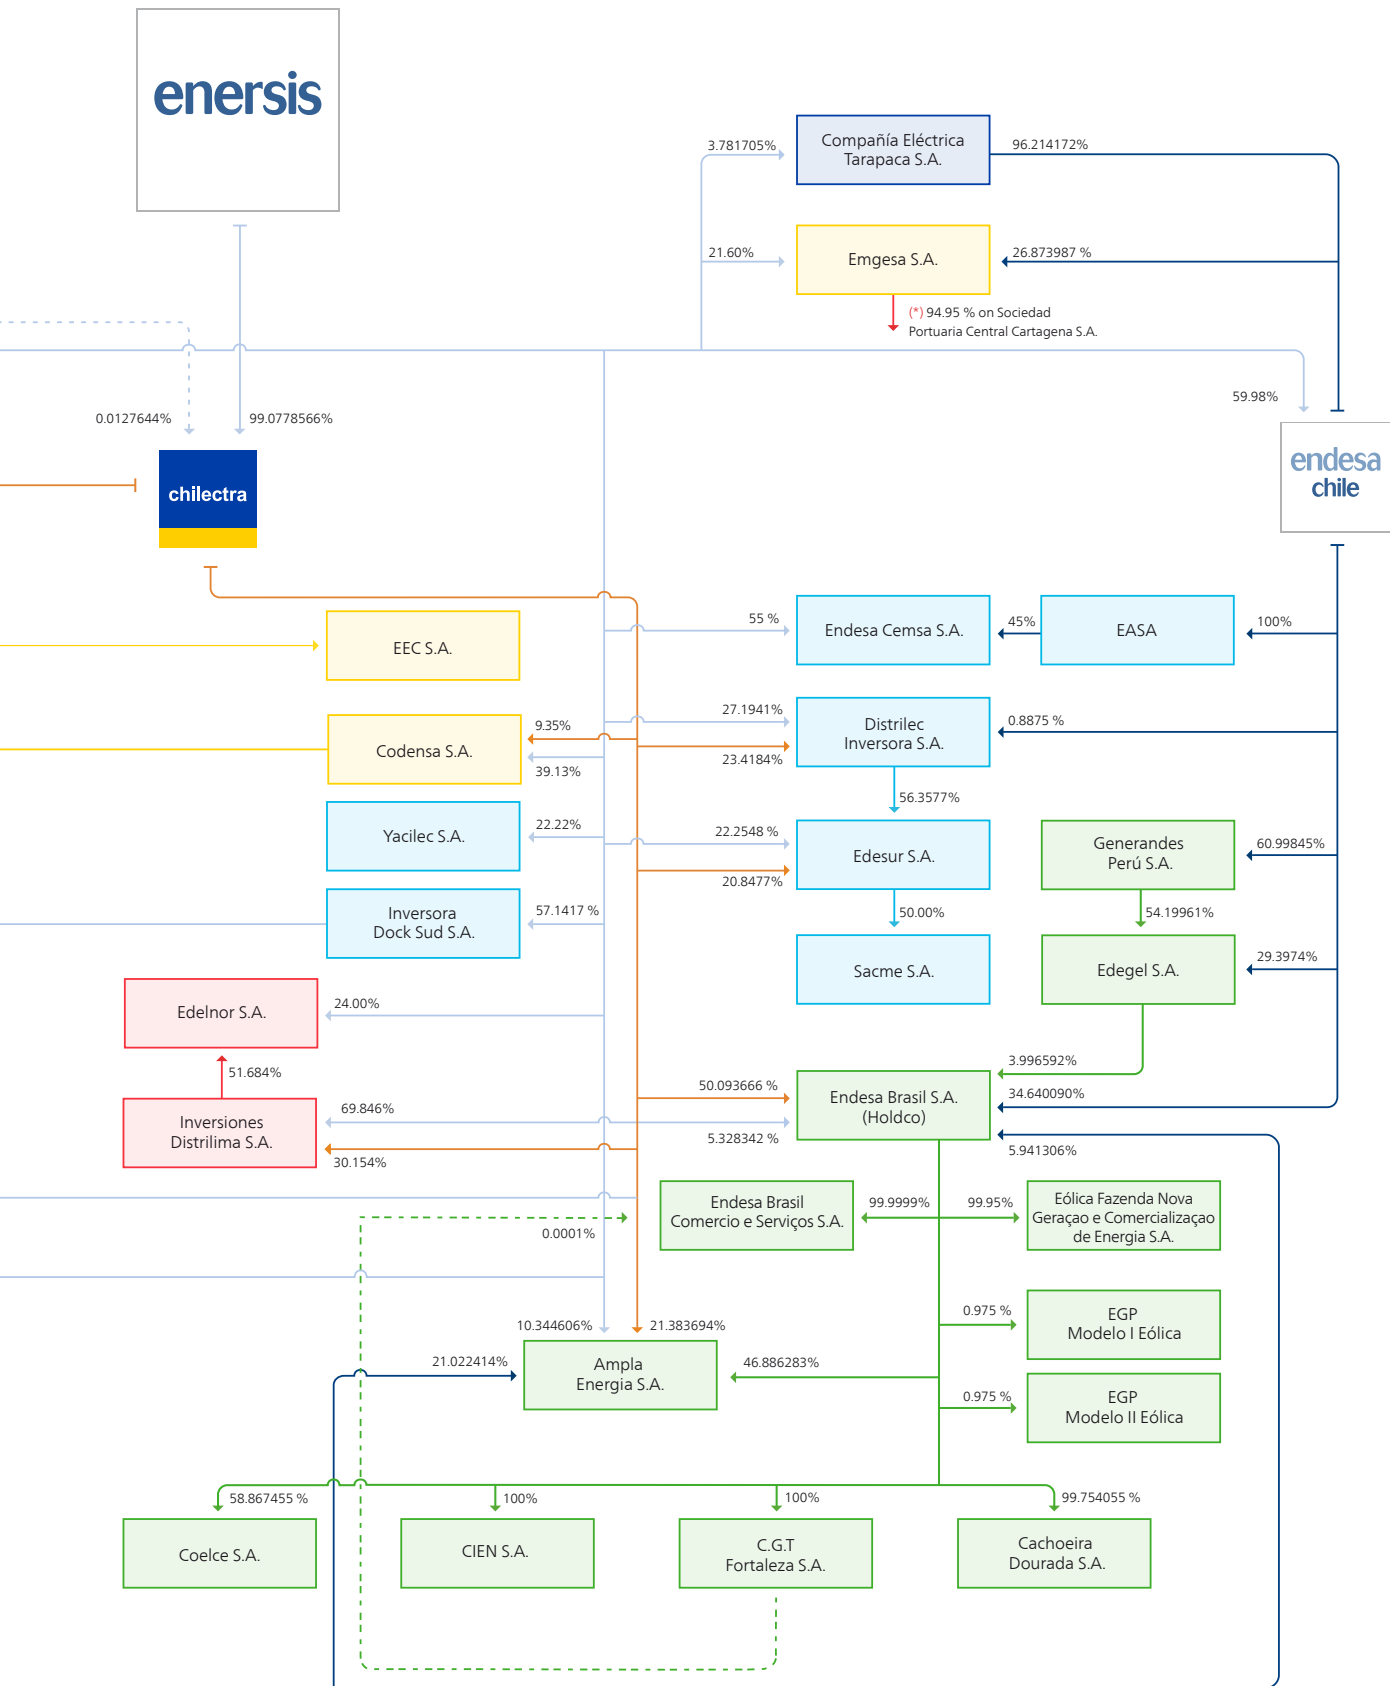 enersis
3.781705%
Compañía Eléctrica
Tarapaca S.A.
96.214172%
21.60%
Emgesa S.A.
26.873987 %
(*) 94.95 % on Sociedad
Portuaria Central Cartagena S.A.
0.0127644%
99.0778566%
59.98%
chilectra
endesa
chile
55 %
Endesa Cemsa S.A.
45%
EASA
100%
EEC S.A.
27.1941%
Distrilec
Inversora S.A.
0.8875 %
9.35%
Codensa S.A.
23.4184%
39.13%
56.3577%
22.22%
Yacilec S.A.
22.2548 %
Edesur S.A.
20.8477%
Generandes
Perú S.A.
60.99845%
Inversora
Dock Sud S.A.
57.1417 %
50.00%
54.19961%
Sacme S.A.
Edegel S.A.
29.3974%
Edelnor S.A.
24.00%
51.684%
3.996592%
50.093666 %
Endesa Brasil S.A.
(Holdco)
34.640090%
Inversiones
Distrilima S.A.
69.846%
5.328342 %
30.154%
5.941306%
Endesa Brasil
Comercio e Serviços S.A.
99.9999%
99.95%
Eólica Fazenda Nova
Geraçao e Comercializaçao
de Energia S.A.
0.0001%
0.975 %
EGP
Modelo I Eólica
10.344606%
21.383694%
21.022414%
Ampla
Energia S.A.
46.886283%
0.975 %
EGP
Modelo II Eólica
58.867455 %
100%
100%
99.754055 %
Coelce S.A.
CIEN S.A.
C.G.T
Fortaleza S.A.
Cachoeira
Dourada S.A.